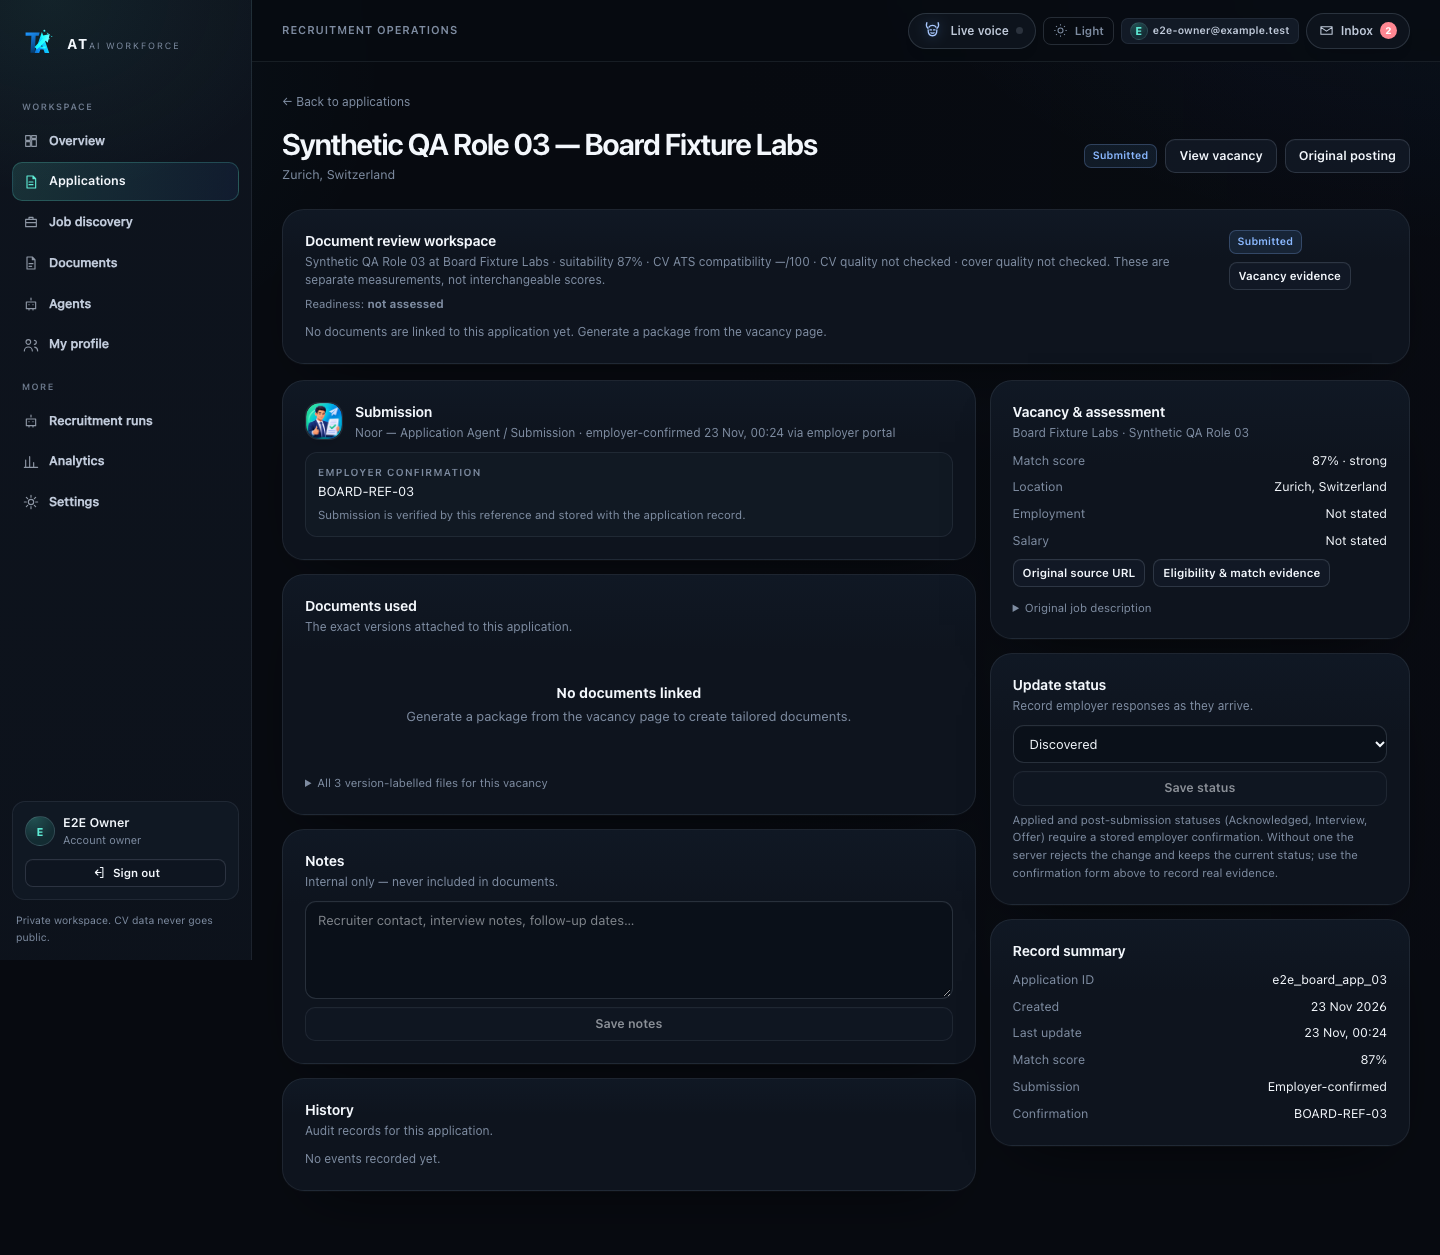 AT AI WORKFORCE
WORKSPACE
Overview
Applications
Job discovery
Documents
Agents
My profile
MORE
Recruitment runs
Analytics
Settings
E
E2E Owner
Account owner
Sign out
Private workspace. CV data never goes
public.
RECRUITMENT OPERATIONS
Live voice
Light
E e2e-owner@example.test
Inbox 2
← Back to applications
Synthetic QA Role 03 — Board Fixture Labs
Zurich, Switzerland
Submitted
View vacancy
Original posting
Document review workspace
Synthetic QA Role 03 at Board Fixture Labs · suitability 87% · CV ATS compatibility —/100 · CV quality not checked · cover quality not checked. These are
separate measurements, not interchangeable scores.
Readiness: not assessed
No documents are linked to this application yet. Generate a package from the vacancy page.
Submitted
Vacancy evidence
Submission
Noor — Application Agent / Submission · employer-confirmed 23 Nov, 00:24 via employer portal
EMPLOYER CONFIRMATION
BOARD-REF-03
Submission is verified by this reference and stored with the application record.
Documents used
The exact versions attached to this application.
No documents linked
Generate a package from the vacancy page to create tailored documents.
All 3 version-labelled files for this vacancy
Notes
Internal only — never included in documents.
Recruiter contact, interview notes, follow-up dates...
Save notes
History
Audit records for this application.
No events recorded yet.
Vacancy & assessment
Board Fixture Labs · Synthetic QA Role 03
Match score 87% · strong
Location Zurich, Switzerland
Employment Not stated
Salary Not stated
Original source URL
Eligibility & match evidence
Original job description
Update status
Record employer responses as they arrive.
Discovered
Save status
Applied and post-submission statuses (Acknowledged, Interview,
Offer) require a stored employer confirmation. Without one the
server rejects the change and keeps the current status; use the
confirmation form above to record real evidence.
Record summary
Application ID e2e_board_app_03
Created 23 Nov 2026
Last update 23 Nov, 00:24
Match score 87%
Submission Employer-confirmed
Confirmation BOARD-REF-03